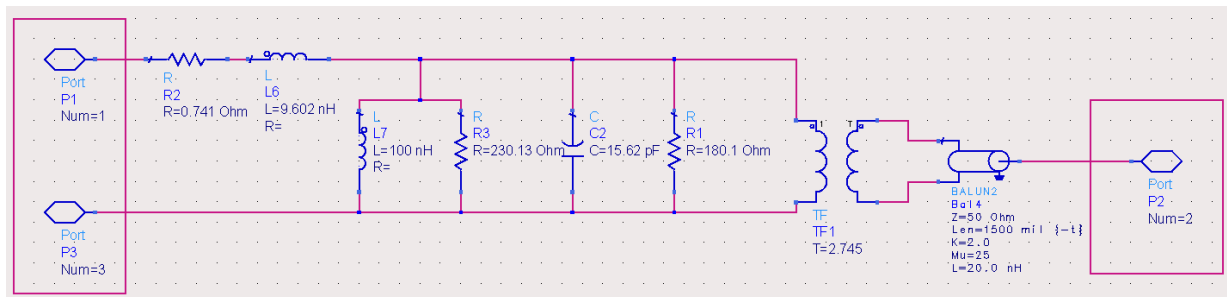 Port
P1
Num=1
R
R2
R=0.741 Ohm
L
L6
L=9.602 nH
R=
L
L7
L=100 nH
R=
R
R3
R=230.13 Ohm
C
C2
C=15.62 pF
R
R1
R=180.1 Ohm
1
T
TF
TF1
T=2.745
BALUN2
Bal4
Z=50 Ohm
Len=1500 mil {-t}
K=2.0
Mu=25
L=20.0 nH
Port
P2
Num=2
Port
P3
Num=3